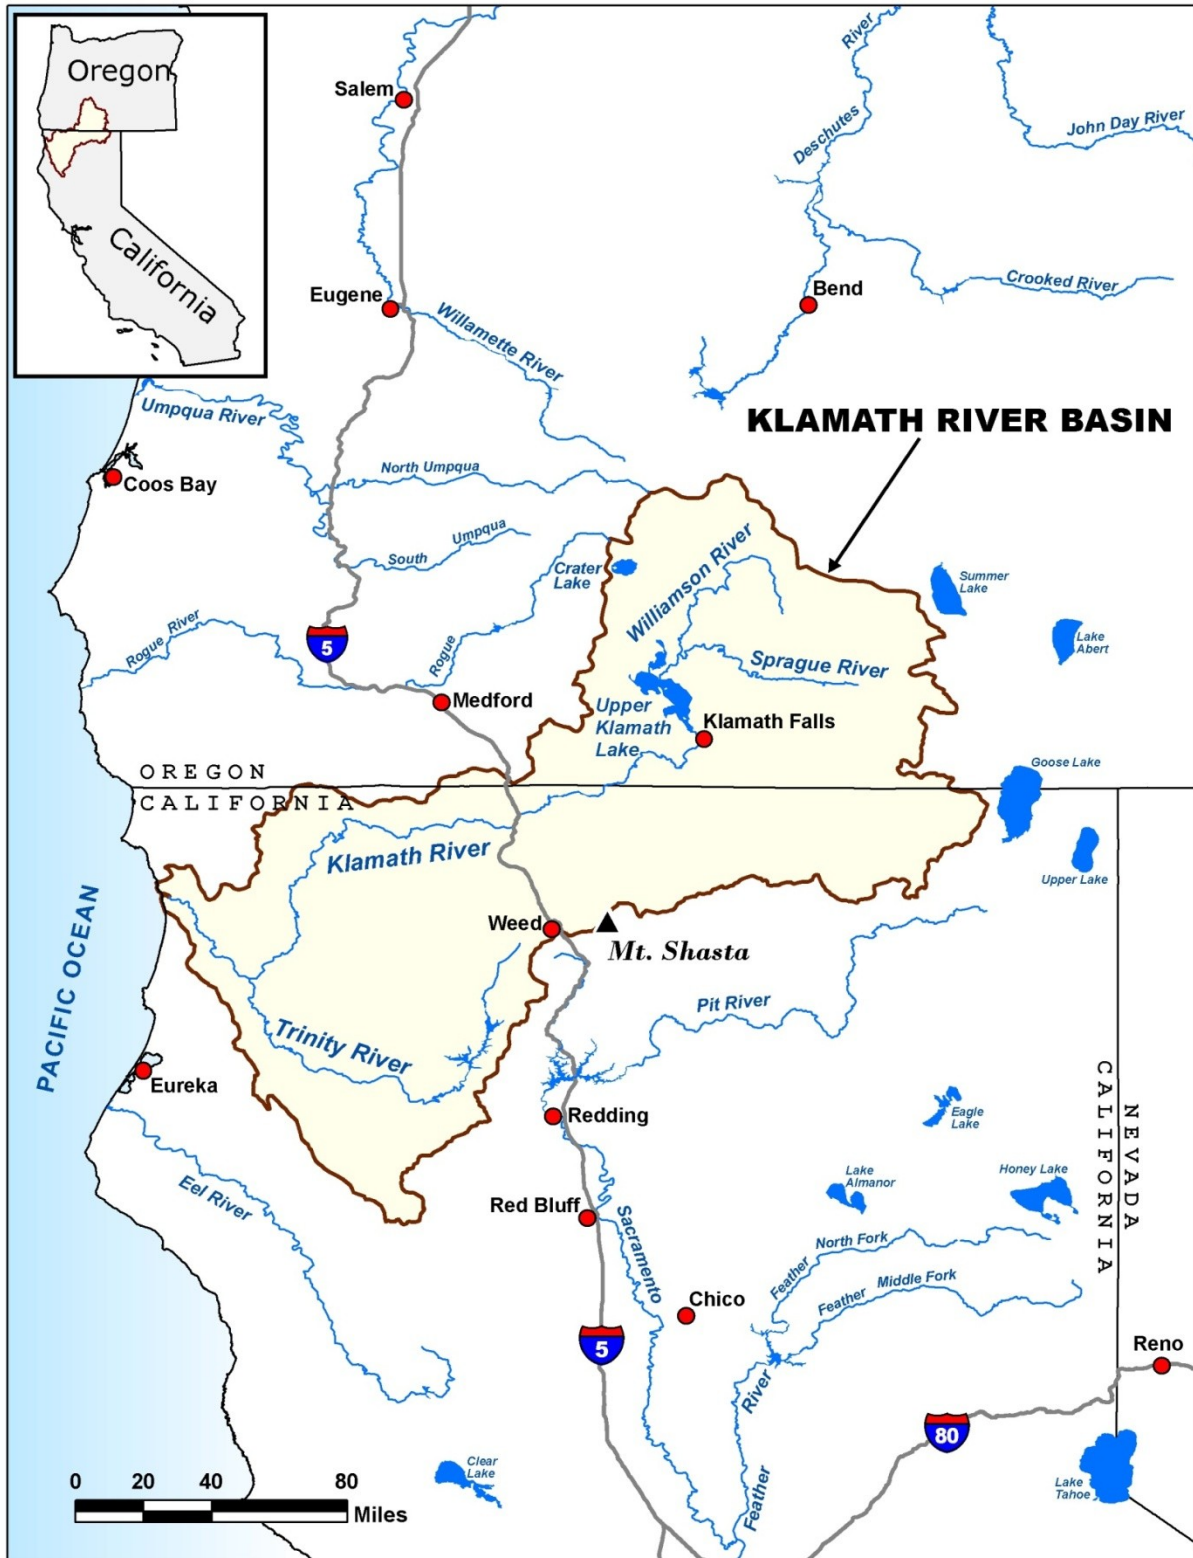 Oregon
California
Salem
River
Deschutes
John Day River
Eugene
Willamette River
Bend
Crooked River
Umpqua River
KLAMATH RIVER BASIN
Coos Bay
North Umpqua
South Umpqua
Crater
Lake
Williamson River
Summer
Lake
Lake
Abert
Rogue River
5
Rogue
Sprague River
Medford
Upper
Klamath
Lake
Klamath Falls
OREGON
CALIFORNIA
Goose Lake
Klamath River
Upper Lake
PACIFIC OCEAN
Weed
Mt. Shasta
Pit River
Trinity River
Eureka
Redding
Eagle
Lake
CALIFORNIA
NEVADA
Eel River
Lake
Almanor
Honey Lake
Red Bluff
Sacramento
Feather North Fork
Feather Middle Fork
Chico
5
Reno
River
Feather
80
Clear
Lake
Lake
Tahoe
0 20 40 80
Miles